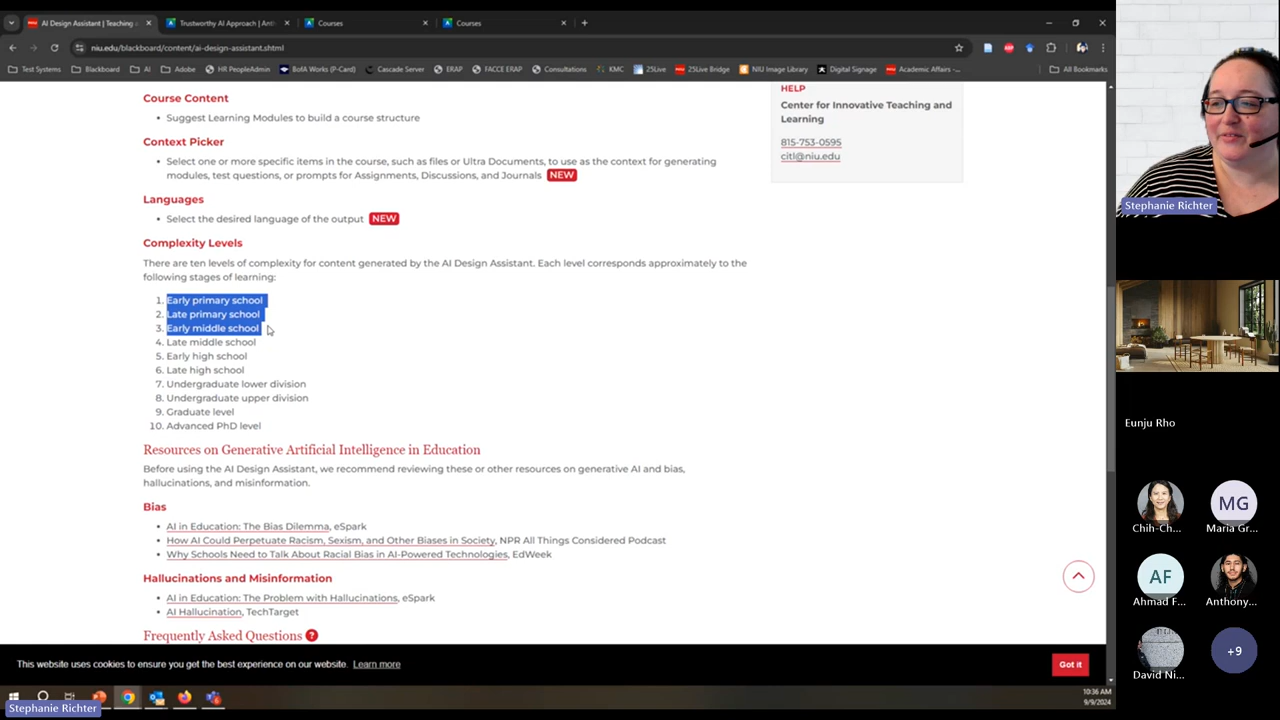 AI Design Assistant | Teaching
Trustworthy AI Approach | Anth
Courses
Courses
niu.edu/blackboard/content/ai-design-assistant.shtml
Test Systems
Blackboard
AI
Adobe
HR PeopleAdmin
BofA Works (P-Card)
Cascade Server
ERAP
FACCE ERAP
Consultations
KMC
25Live
25Live Bridge
NIU Image Library
Digital Signage
Academic Affairs -...
All Bookmarks
Course Content
• Suggest Learning Modules to build a course structure
Context Picker
• Select one or more specific items in the course, such as files or Ultra Documents, to use as the context for generating
modules, test questions, or prompts for Assignments, Discussions, and Journals NEW
Languages
• Select the desired language of the output NEW
Complexity Levels
There are ten levels of complexity for content generated by the AI Design Assistant. Each level corresponds approximately to the
following stages of learning:
1. Early primary school
2. Late primary school
3. Early middle school
4. Late middle school
5. Early high school
6. Late high school
7. Undergraduate lower division
8. Undergraduate upper division
9. Graduate level
10. Advanced PhD level
Resources on Generative Artificial Intelligence in Education
Before using the AI Design Assistant, we recommend reviewing these or other resources on generative AI and bias,
hallucinations, and misinformation.
Bias
• AI in Education: The Bias Dilemma, eSpark
• How AI Could Perpetuate Racism, Sexism, and Other Biases in Society, NPR All Things Considered Podcast
• Why Schools Need to Talk About Racial Bias in AI-Powered Technologies, EdWeek
Hallucinations and Misinformation
• AI in Education: The Problem with Hallucinations, eSpark
• AI Hallucination, TechTarget
Frequently Asked Questions ?
HELP
Center for Innovative Teaching and
Learning
815-753-0595
citl@niu.edu
This website uses cookies to ensure you get the best experience on our website. Learn more
Got it
10:36 AM
9/9/2024
Stephanie Richter
Stephanie Richter
Eunju Rho
MG
Chih-Ch...
Maria Gr...
AF
Ahmad F...
Anthony...
+9
David Ni...